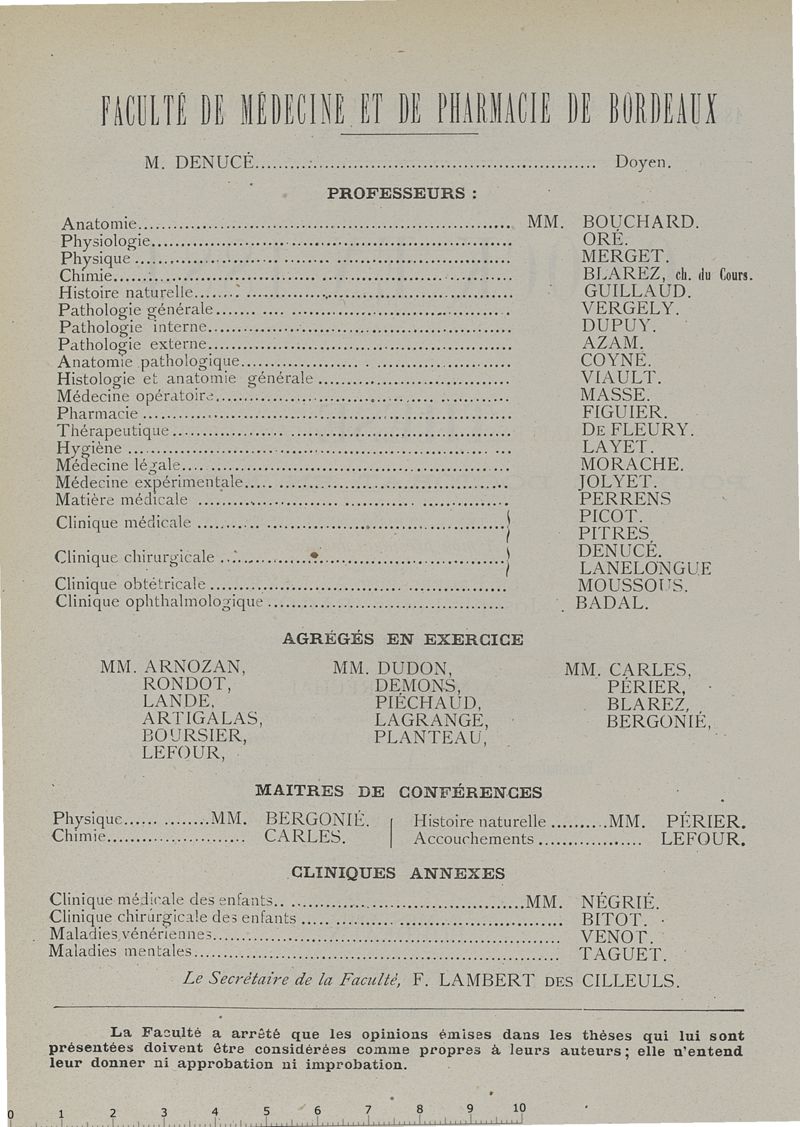 FACULTÉ DE MÉDECINE ET DE PHARMACIE DE BORDEAUX
M. DENUCÉ........ Doyen.
PROFESSEURS :
Anatomie........ MM. BOUCHARD.
Physiologie........ ORÉ.
Physique........ MERGET.
Chimie........ BLAREZ, ch. du Cours.
Histoire naturelle........ GUILLAUD.
Pathologie générale........ VERGELY.
Pathologie interne........ DUPUY.
Pathologie externe........ AZAM.
Anatomie pathologique........ COYNE.
Histologie et anatomie générale........ VIAULT.
Médecine opératoire........ MASSE.
Pharmacie........ FIGUIER.
Thérapeutique........ DE FLEURY.
Hygiène........ LAYET.
Médecine légale........ MORACHE.
Médecine expérimentale........ JOLYET.
Matière médicale........ PERRENS
Clinique médicale........ PICOT.
PITRES
Clinique chirurgicale........ DENUCÉ.
LANELONGUE
Clinique obtétricale........ MOUSSOUS.
Clinique ophthalmologique........ BADAL.
AGRÉGÉS EN EXERCICE
MM. ARNOZAN, MM. DUDON, MM. CARLES,
RONDOT, DEMONS, PÉRIER,
LANDE, PIÉCHAUD, BLAREZ,
ARTIGALAS, LAGRANGE, BERGONIÉ,
BOURSIER, PLANTEAU,
LEFOUR,
MAITRES DE CONFÉRENCES
Physique........MM. BERGONIÉ. Histoire naturelle........MM. PÉRIER.
Chimie........ CARLES. Accouchements........ LEFOUR.
CLINIQUES ANNEXES
Clinique médicale des enfants........MM. NÉGRIÉ.
Clinique chirurgicale des enfants........ BITOT.
Maladies vénériennes........ VENOT.
Maladies mentales........ TAGUET.
Le Secrétaire de la Faculté, F. LAMBERT DES CILLEULS.
La Faculté a arrêté que les opinions émises dans les thèses qui lui sont
présentées doivent être considérées comme propres à leurs auteurs ; elle n'entend
leur donner ni approbation ni improbation.
0 1 2 3 4 5 6 7 8 9 10